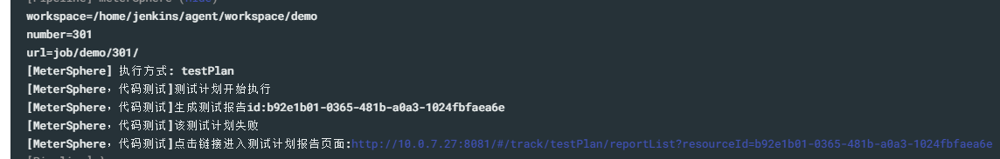 [Pipeline] meterSphere (Hide)
workspace=/home/jenkins/agent/workspace/demo
number=301
url=job/demo/301/
[MeterSphere] 执行方式: testPlan
[MeterSphere，代码测试]测试计划开始执行
[MeterSphere，代码测试]生成测试报告id:b92e1b01-0365-481b-a0a3-1024fbfaea6e
[MeterSphere，代码测试]该测试计划失败
[MeterSphere，代码测试]点击链接进入测试计划报告页面:http://10.0.7.27:8081/#/track/testPlan/reportList?resourceId=b92e1b01-0365-481b-a0a3-1024fbfaea6e
[Pipeline] }